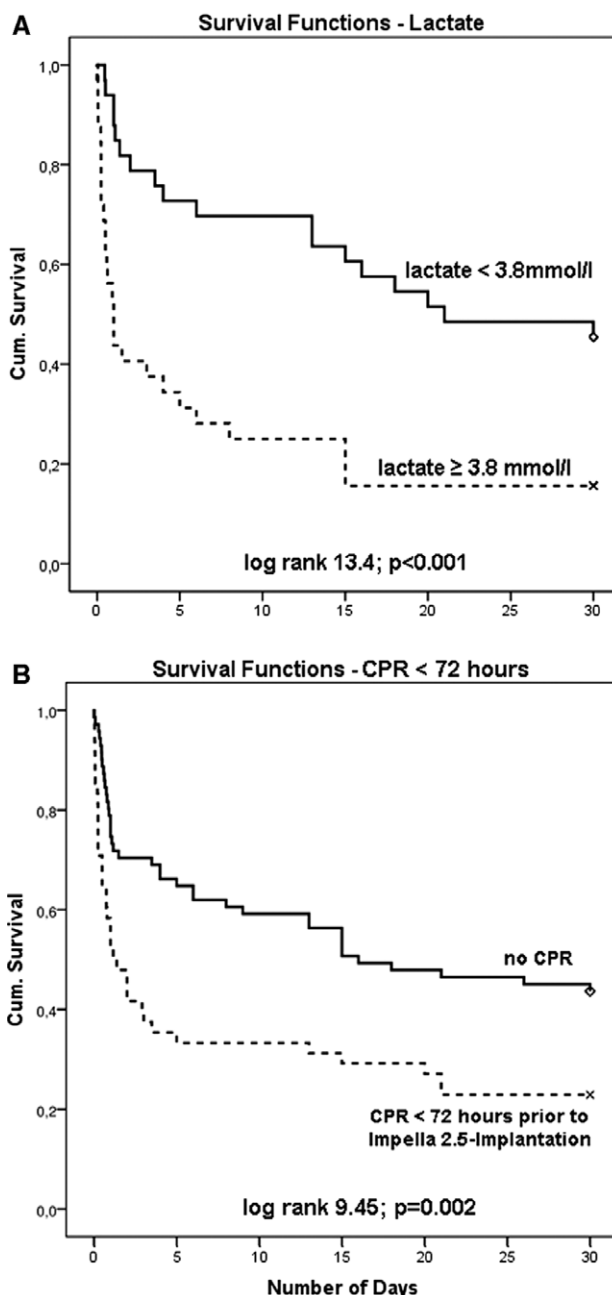 A
Survival Functions - Lactate
Cum. Survival
1,0
0,8
0,6
0,4
0,2
0,0
lactate < 3.8mmol/l
lactate ≥ 3.8 mmol/l
log rank 13.4; p<0.001
0 5 10 15 20 25 30
B
Survival Functions - CPR < 72 hours
Cum. Survival
1,0
0,8
0,6
0,4
0,2
0,0
no CPR
CPR < 72 hours prior to
Impella 2.5-Implantation
log rank 9.45; p=0.002
0 5 10 15 20 25 30
Number of Days